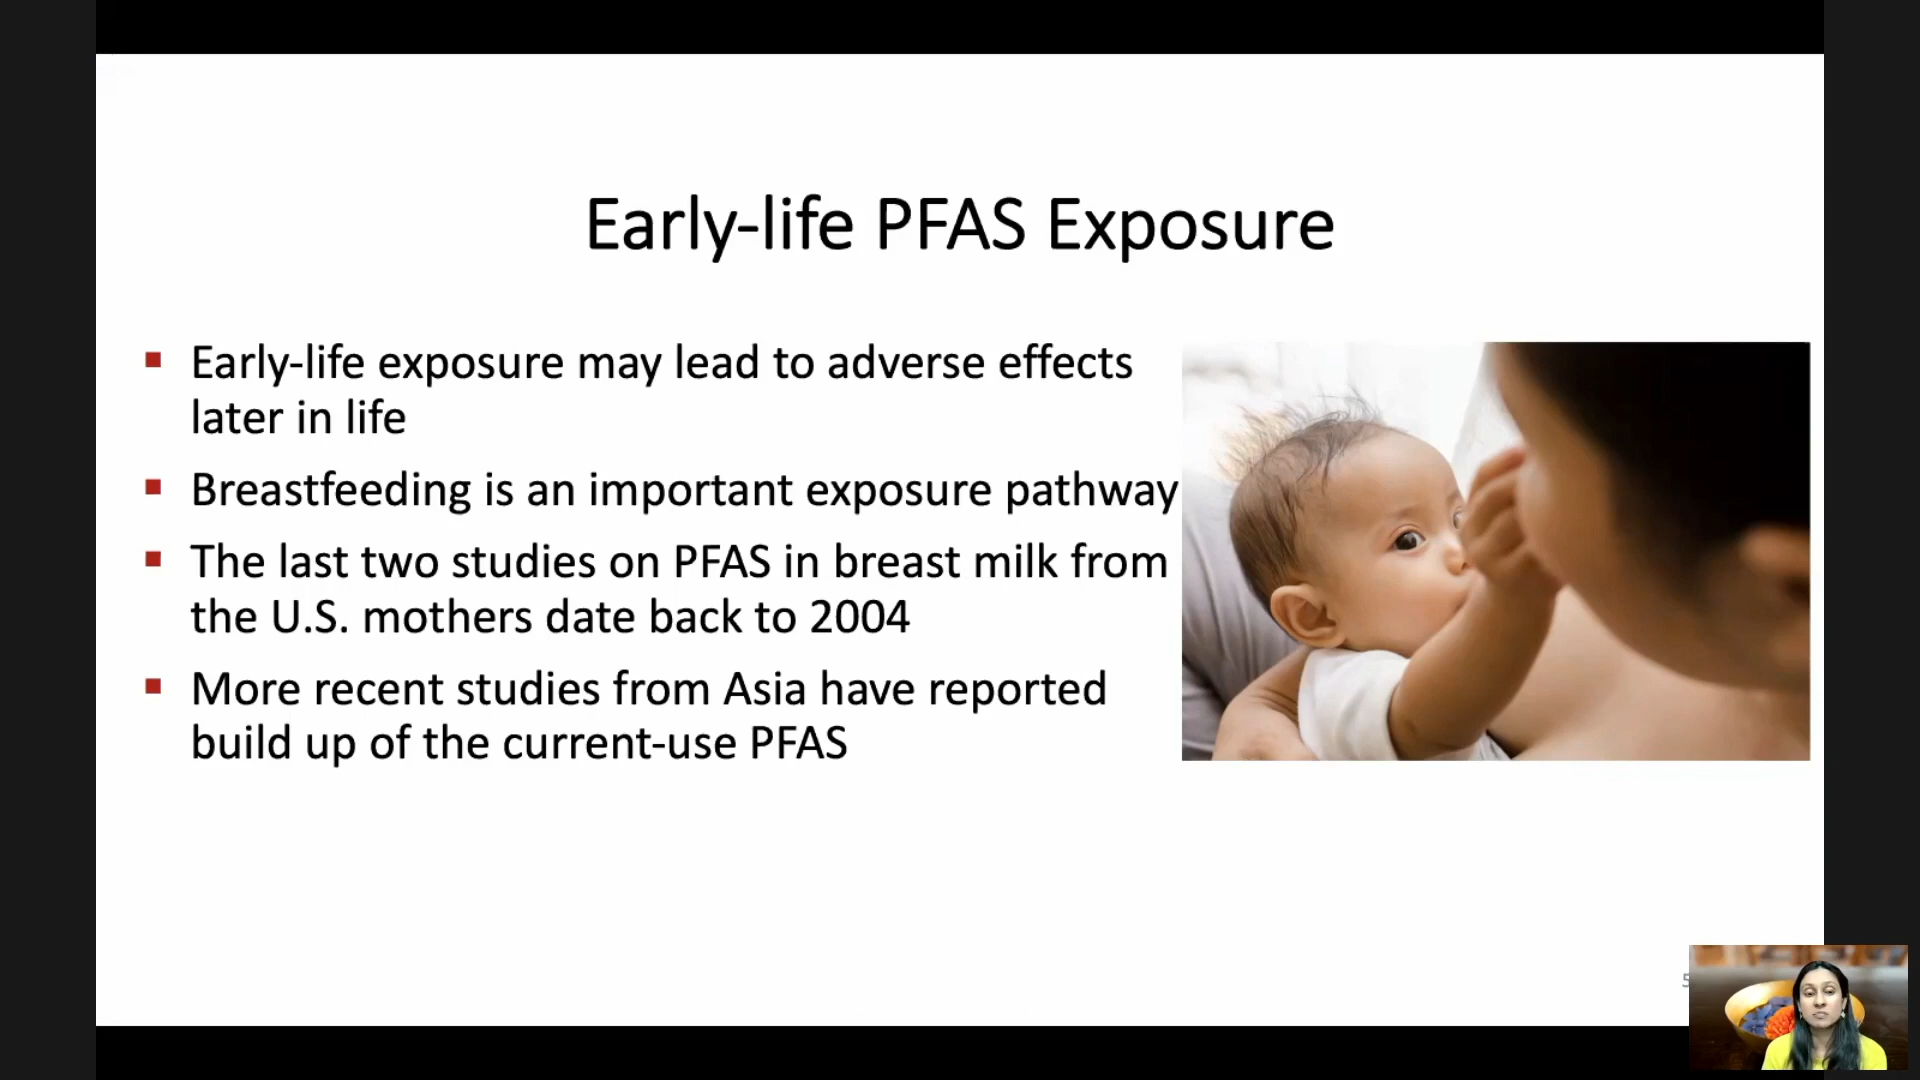 Early-life PFAS Exposure
Early-life exposure may lead to adverse effects
later in life
Breastfeeding is an important exposure pathway
The last two studies on PFAS in breast milk from
the U.S. mothers date back to 2004
More recent studies from Asia have reported
build up of the current-use PFAS